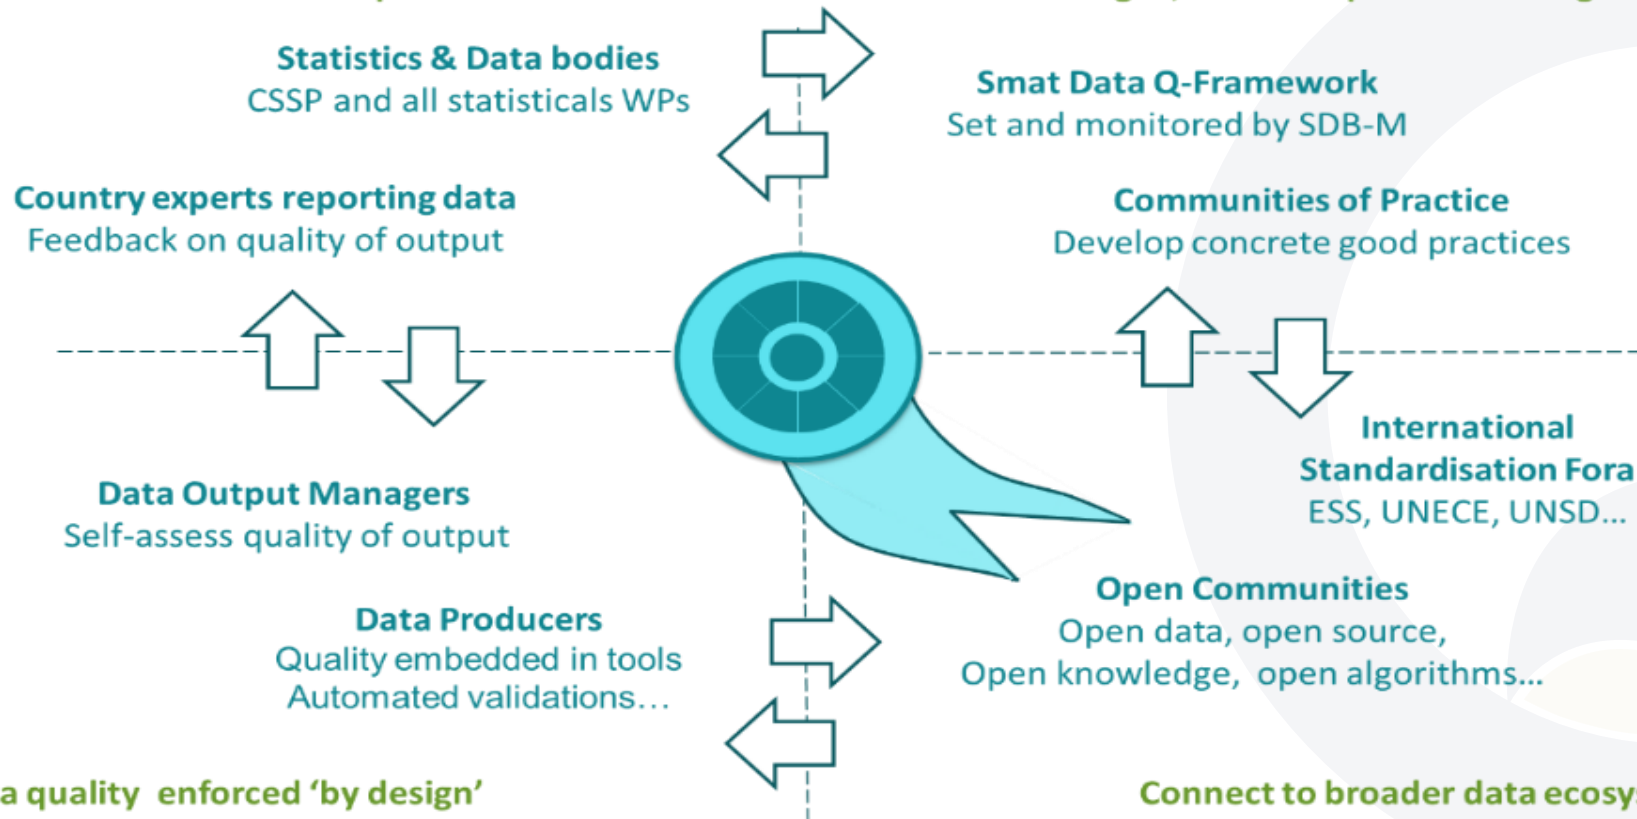 Statistics & Data bodies
CSSP and all statisticals WPs
Country experts reporting data
Feedback on quality of output
Smat Data Q-Framework
Set and monitored by SDB-M
Communities of Practice
Develop concrete good practices
Data Output Managers
Self-assess quality of output
Data Producers
Quality embedded in tools
Automated validations...
a quality enforced ‘by design’
International
Standardisation Fora
ESS, UNECE, UNSD...
Open Communities
Open data, open source,
Open knowledge, open algorithms...
Connect to broader data ecosy